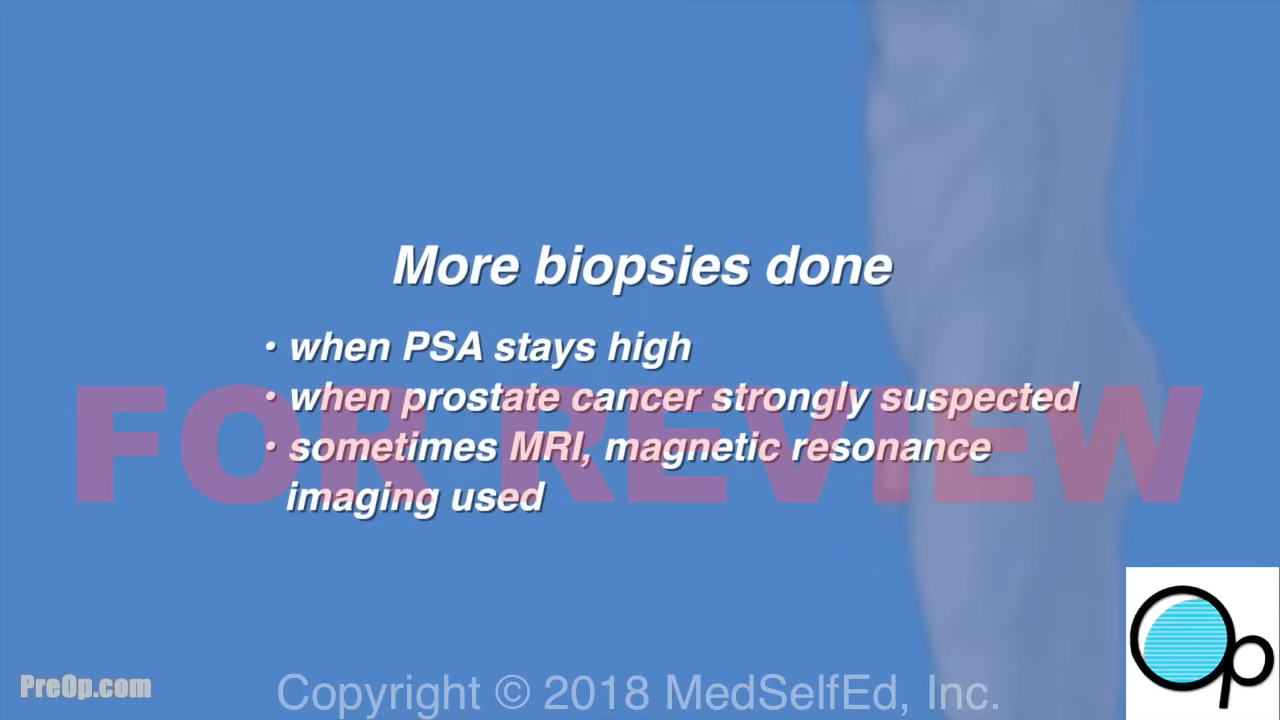 More biopsies done
• when PSA stays high
• when prostate cancer strongly suspected
• sometimes MRI, magnetic resonance
imaging used
FOR REVIEW
Op
PreOp.com
Copyright © 2018 MedSelfEd, Inc.